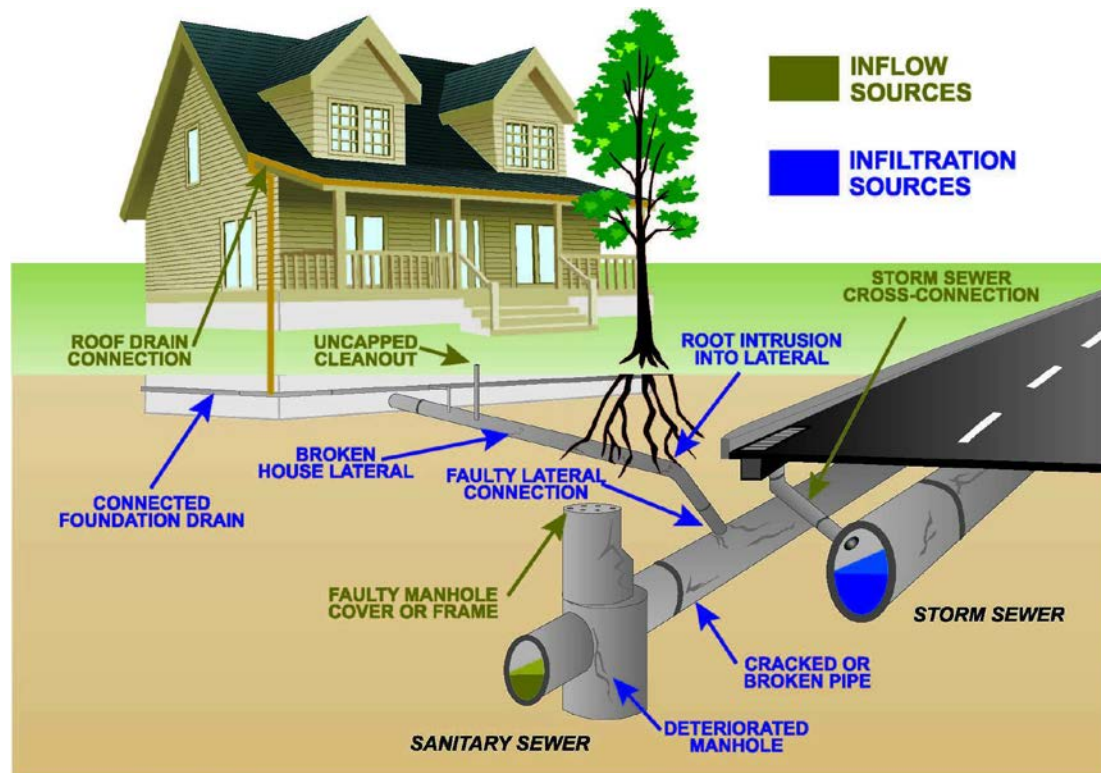 INFLOW
SOURCES
INFILTRATION
SOURCES
STORM SEWER
CROSS-CONNECTION
ROOF DRAIN
CONNECTION
UNCAPPED
CLEANOUT
ROOT INTRUSION
INTO LATERAL
BROKEN
HOUSE LATERAL
FAULTY LATERAL
CONNECTION
CONNECTED
FOUNDATION DRAIN
FAULTY MANHOLE
COVER OR FRAME
STORM SEWER
CRACKED OR
BROKEN PIPE
DETERIORATED
MANHOLE
SANITARY SEWER